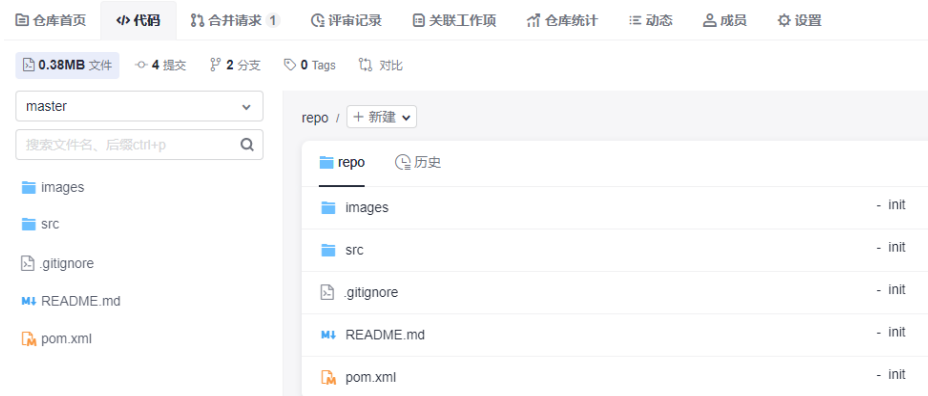 仓库首页 代码 合并请求 1 评审记录 关联工作项 仓库统计 动态 成员 设置
0.38MB 文件 4 提交 2 分支 0 Tags 对比
master
搜索文件名、后缀ctrl+p
images
src
.gitignore
README.md
pom.xml
repo / 新建
repo 历史
images - init
src - init
.gitignore - init
README.md - init
pom.xml - init